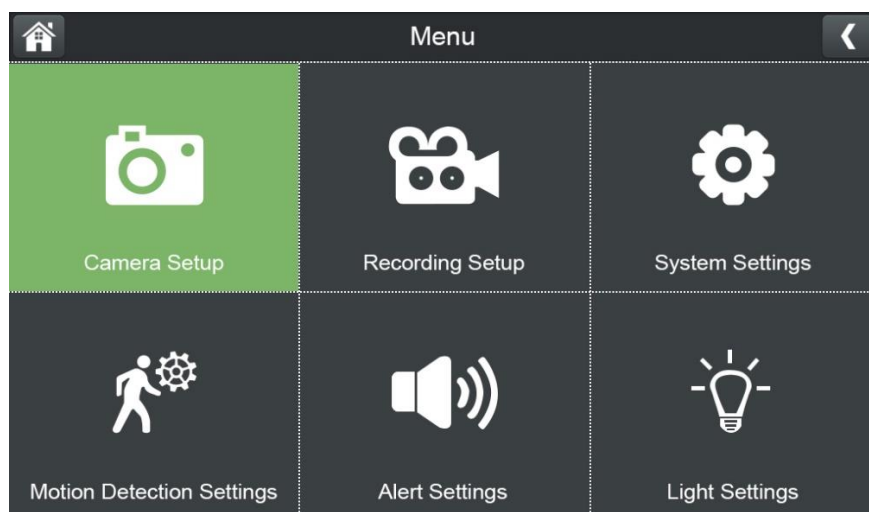 Menu
Camera Setup
Recording Setup
System Settings
Motion Detection Settings
Alert Settings
Light Settings